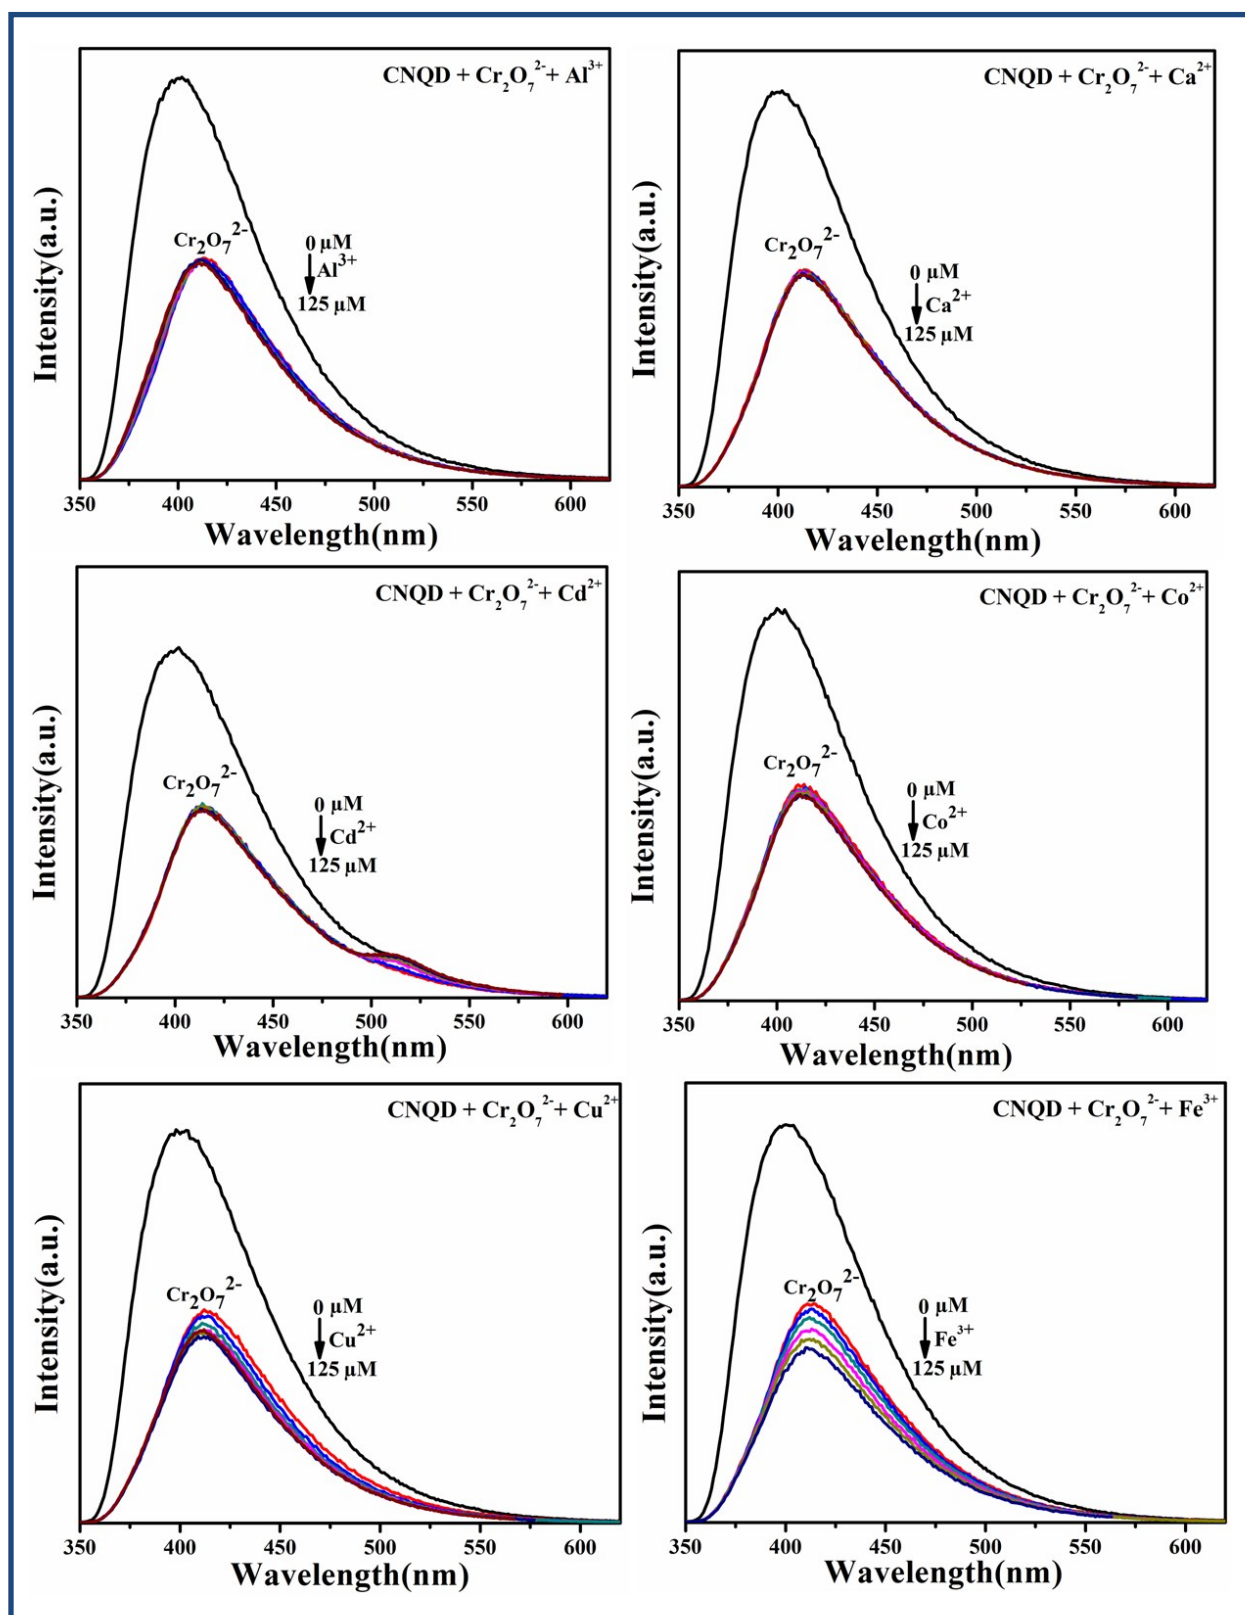 CNQD + Cr₂O₇²⁻ + Al³⁺
Cr₂O₇²⁻
0 µM
Al³⁺
125 µM
Intensity(a.u.)
350 400 450 500 550 600
Wavelength(nm)
CNQD + Cr₂O₇²⁻ + Ca²⁺
Cr₂O₇²⁻
0 µM
Ca²⁺
125 µM
Intensity(a.u.)
350 400 450 500 550 600
Wavelength(nm)
CNQD + Cr₂O₇²⁻ + Cd²⁺
Cr₂O₇²⁻
0 µM
Cd²⁺
125 µM
Intensity(a.u.)
350 400 450 500 550 600
Wavelength(nm)
CNQD + Cr₂O₇²⁻ + Co²⁺
Cr₂O₇²⁻
0 µM
Co²⁺
125 µM
Intensity(a.u.)
350 400 450 500 550 600
Wavelength(nm)
CNQD + Cr₂O₇²⁻ + Cu²⁺
Cr₂O₇²⁻
0 µM
Cu²⁺
125 µM
Intensity(a.u.)
350 400 450 500 550 600
Wavelength(nm)
CNQD + Cr₂O₇²⁻ + Fe³⁺
Cr₂O₇²⁻
0 µM
Fe³⁺
125 µM
Intensity(a.u.)
350 400 450 500 550 600
Wavelength(nm)